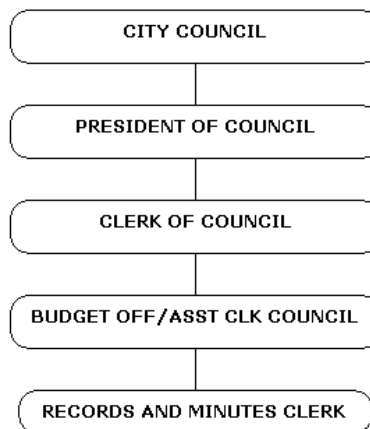 CITY COUNCIL
PRESIDENT OF COUNCIL
CLERK OF COUNCIL
BUDGET OFF/ASST CLK COUNCIL
RECORDS AND MINUTES CLERK